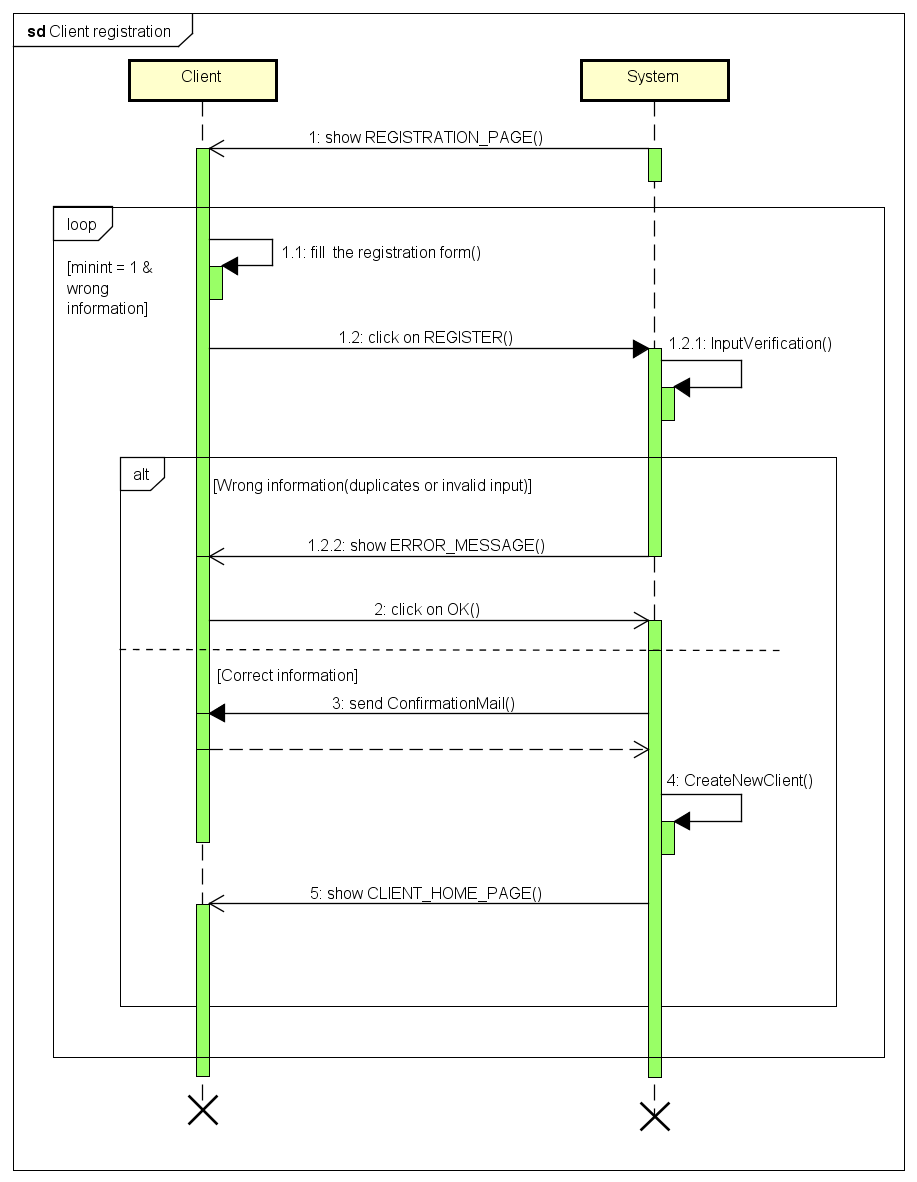 sd Client registration
Client
System
1: show REGISTRATION_PAGE()
loop
1.1: fill  the registration form()
[minint = 1 &
wrong
information]
1.2: click on REGISTER()
1.2.1: InputVerification()
alt
[Wrong information(duplicates or invalid input)]
1.2.2: show ERROR_MESSAGE()
2: click on OK()
[Correct information]
3: send ConfirmationMail()
4: CreateNewClient()
5: show CLIENT_HOME_PAGE()